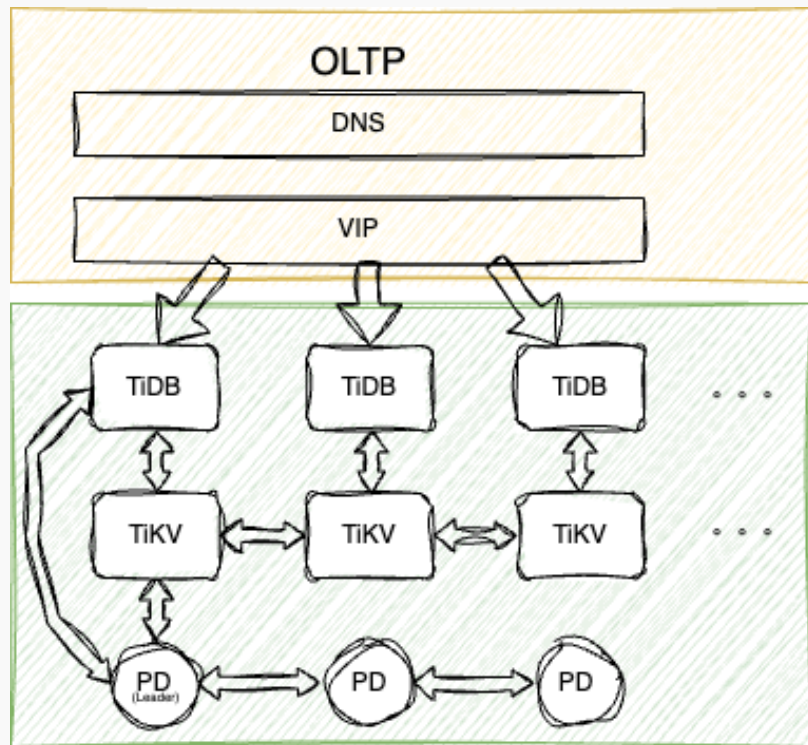 OLTP
DNS
VIP
TiDB
TiDB
TiDB
. . .
TiKV
TiKV
TiKV
. . .
PD
(Leader)
PD
PD